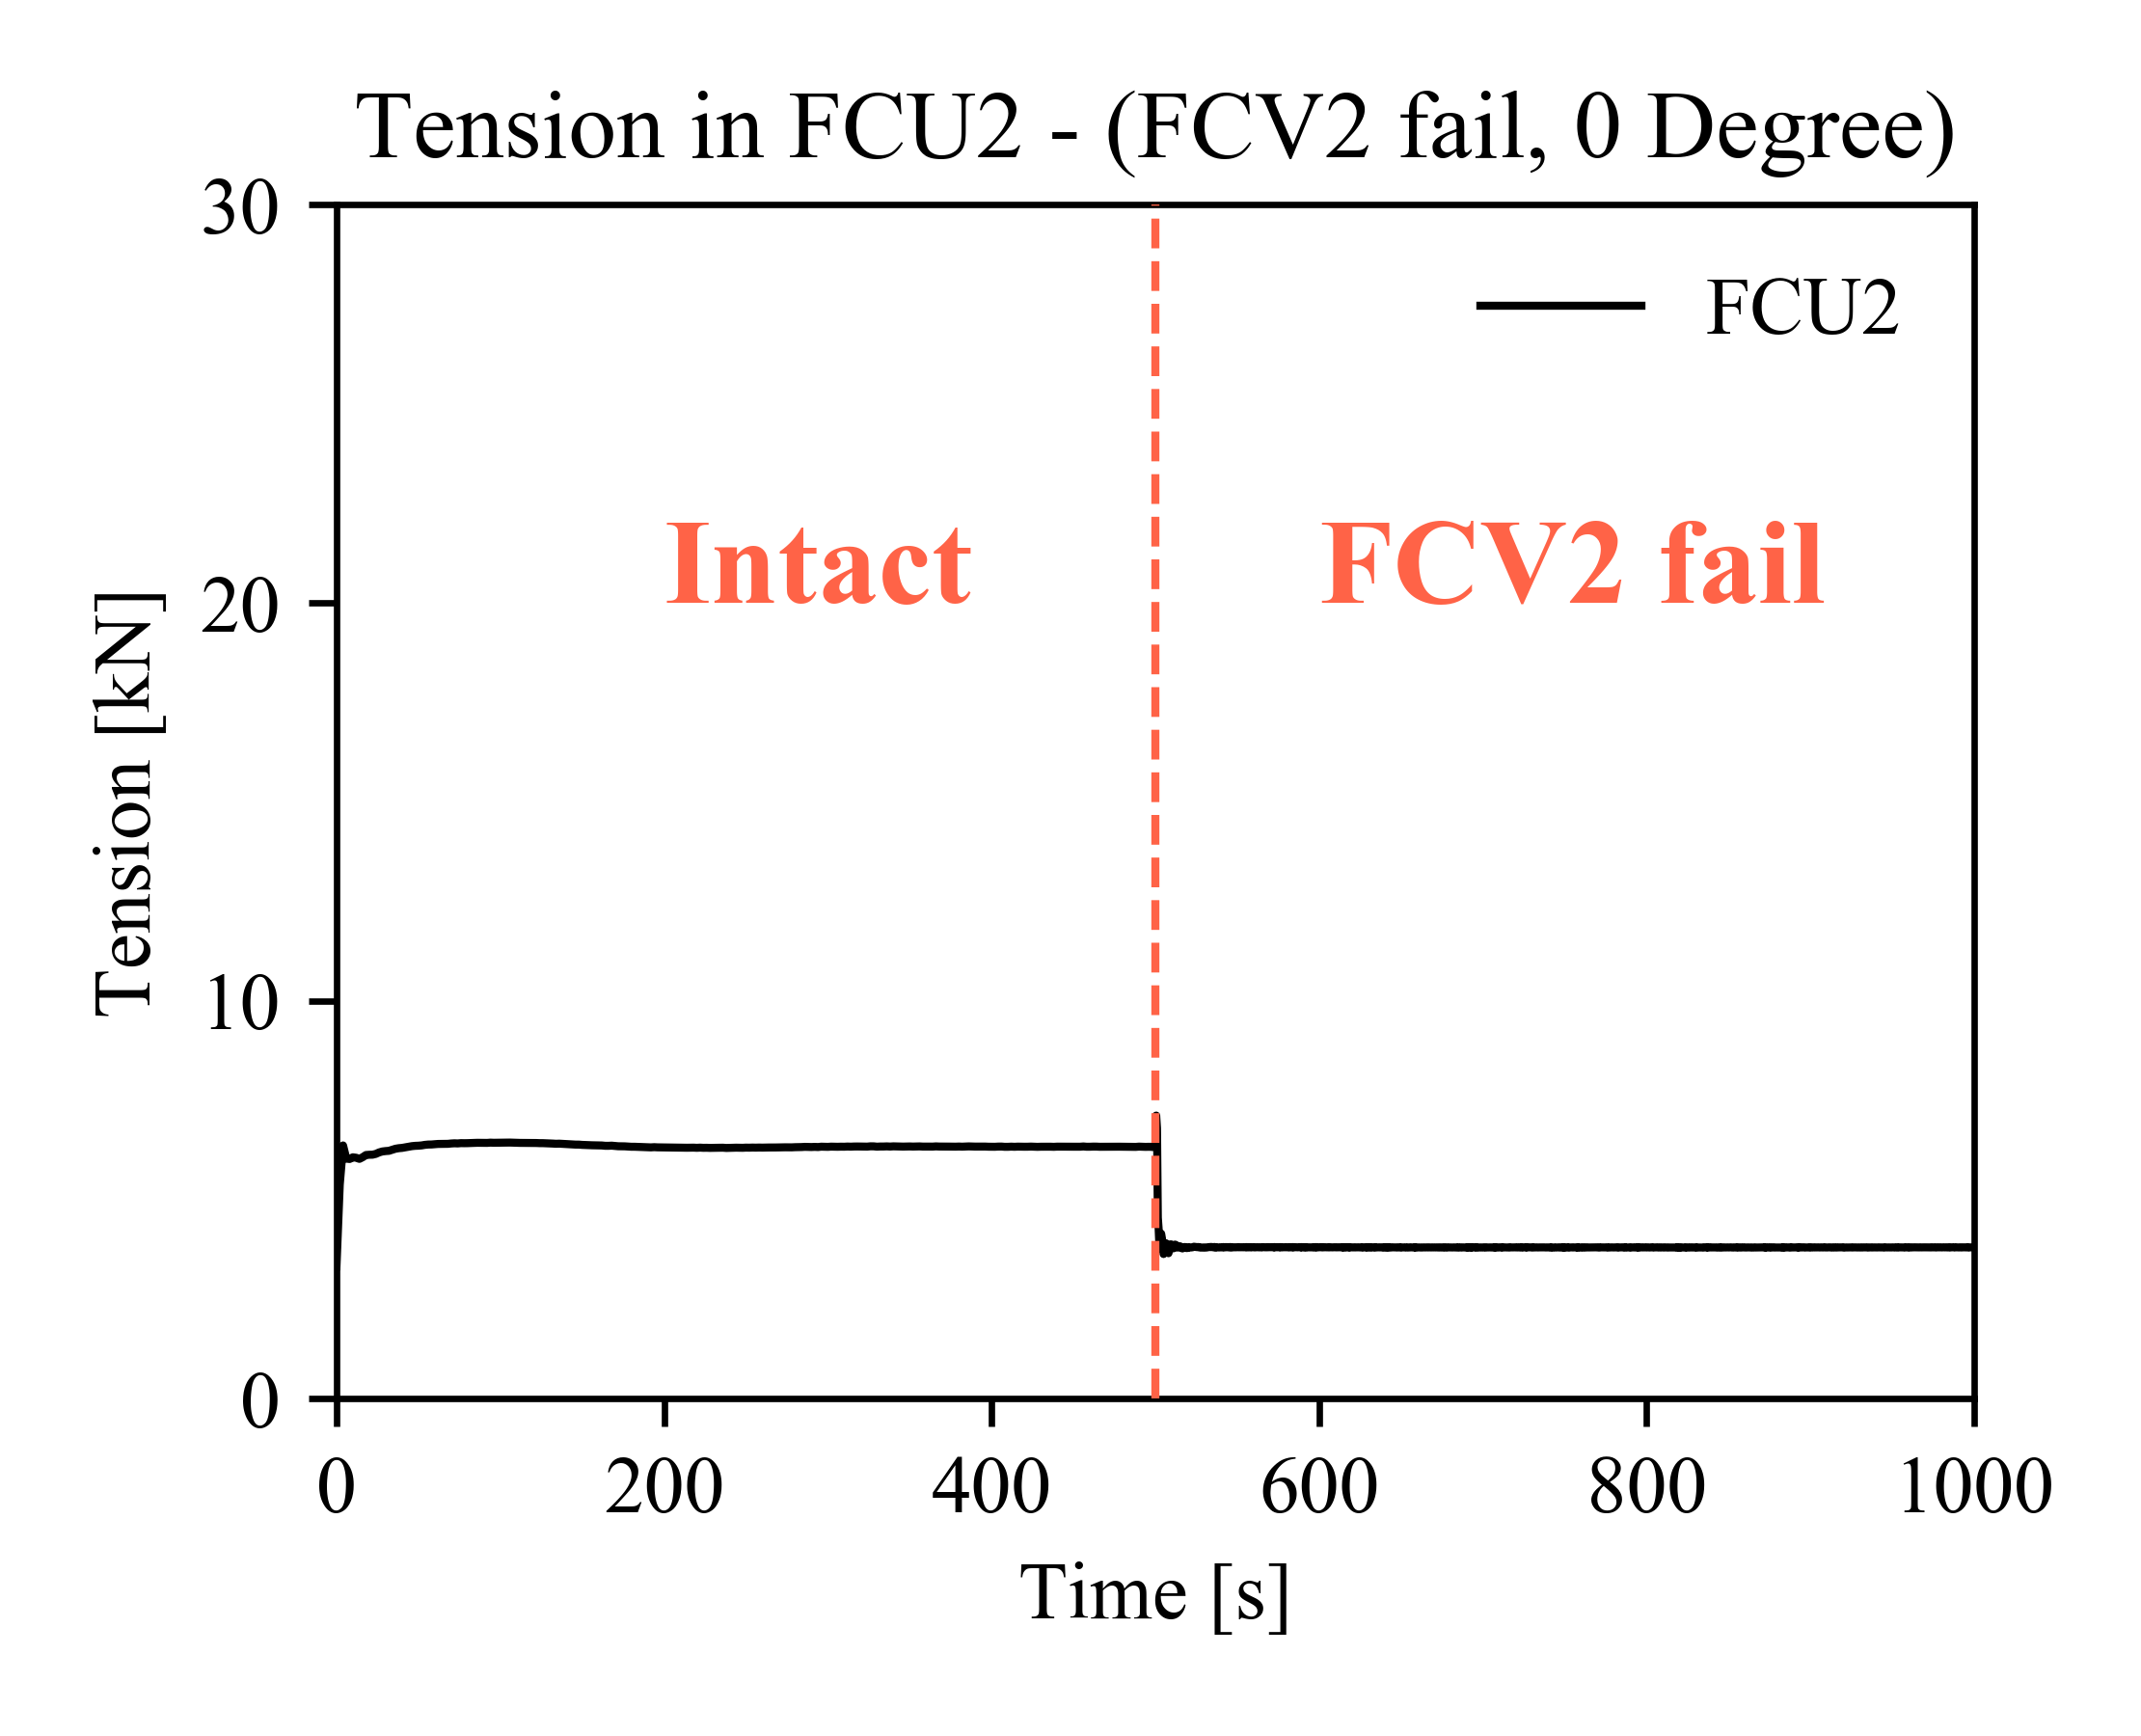 Tension in FCU2 - (FCV2 fail, 0 Degree)
30
FCU2
Intact
FCV2 fail
20
Tension [kN]
10
0
0 200 400 600 800 1000
Time [s]